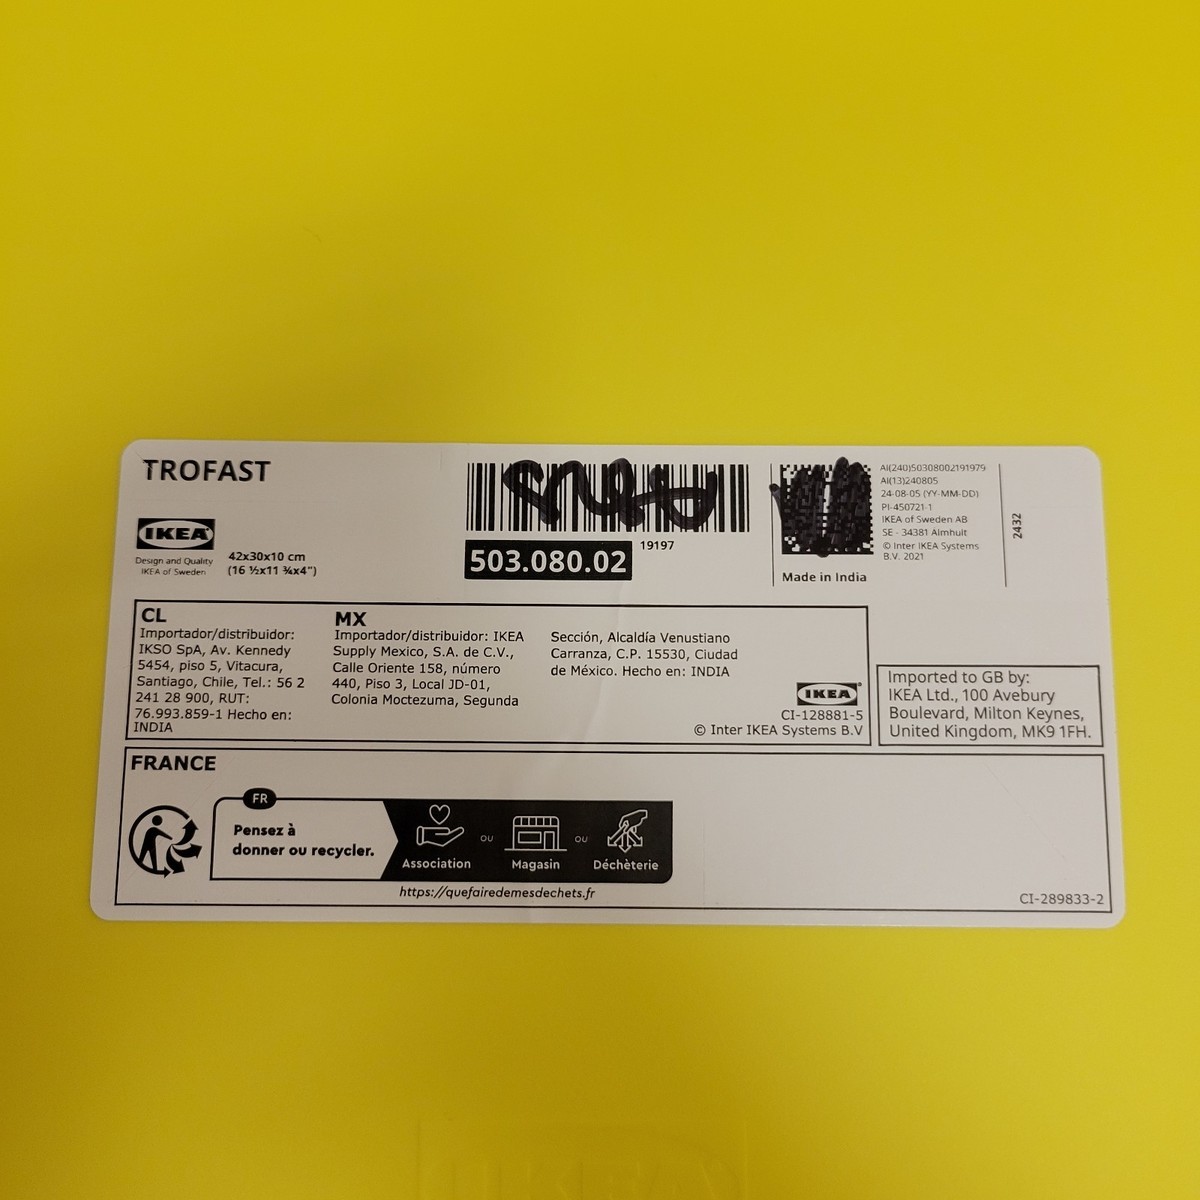 TROFAST
IKEA
Design and Quality
IKEA of Sweden
42x30x10 cm
(16 ½x11 ¾x4")
503.080.02
19197
Made in India
AI(240)50308002191979
AI(13)240805
24-08-05 (YY-MM-DD)
PI-450721-1
IKEA of Sweden AB
SE - 34381 Älmhult
© Inter IKEA Systems
B.V. 2021
2432
CL
Importador/distribuidor:
IKSO SpA, Av. Kennedy
5454, piso 5, Vitacura,
Santiago, Chile, Tel.: 56 2
241 28 900, RUT:
76.993.859-1 Hecho en:
INDIA
MX
Importador/distribuidor: IKEA
Supply Mexico, S.A. de C.V.,
Calle Oriente 158, número
440, Piso 3, Local JD-01,
Colonia Moctezuma, Segunda
Sección, Alcaldía Venustiano
Carranza, C.P. 15530, Ciudad
de México. Hecho en: INDIA
IKEA
CI-128881-5
© Inter IKEA Systems B.V
Imported to GB by:
IKEA Ltd., 100 Avebury
Boulevard, Milton Keynes,
United Kingdom, MK9 1FH.
FRANCE
FR
Pensez à
donner ou recycler.
Association
OU
Magasin
OU
Déchèterie
https://quefairedemesdechets.fr
CI-289833-2
IKEA